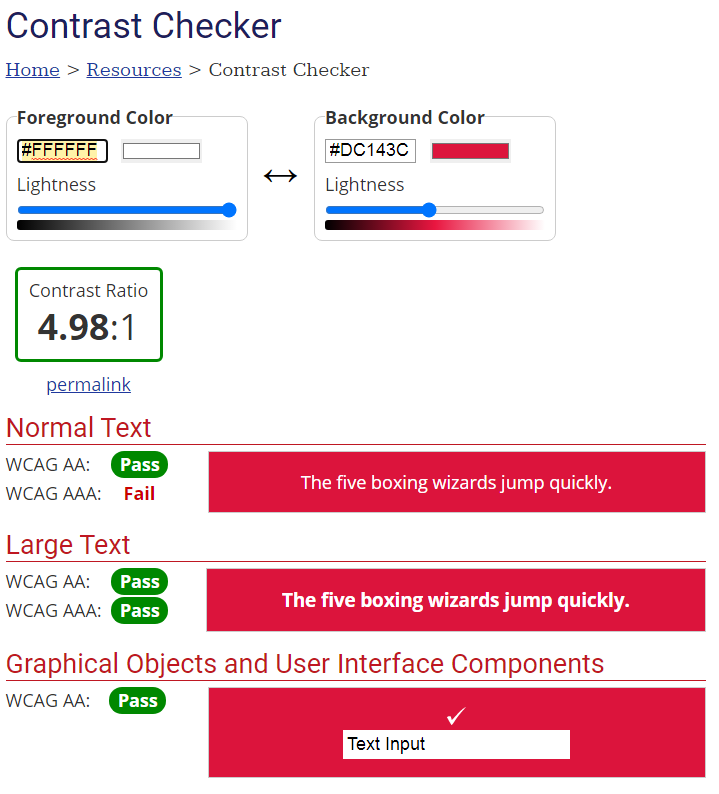 Contrast Checker
Home > Resources > Contrast Checker
Foreground Color
#FFFFFF
Lightness
Background Color
#DC143C
Lightness
Contrast Ratio
4.98:1
permalink
Normal Text
WCAG AA: Pass
WCAG AAA: Fail
The five boxing wizards jump quickly.
Large Text
WCAG AA: Pass
WCAG AAA: Pass
The five boxing wizards jump quickly.
Graphical Objects and User Interface Components
WCAG AA: Pass
Text Input